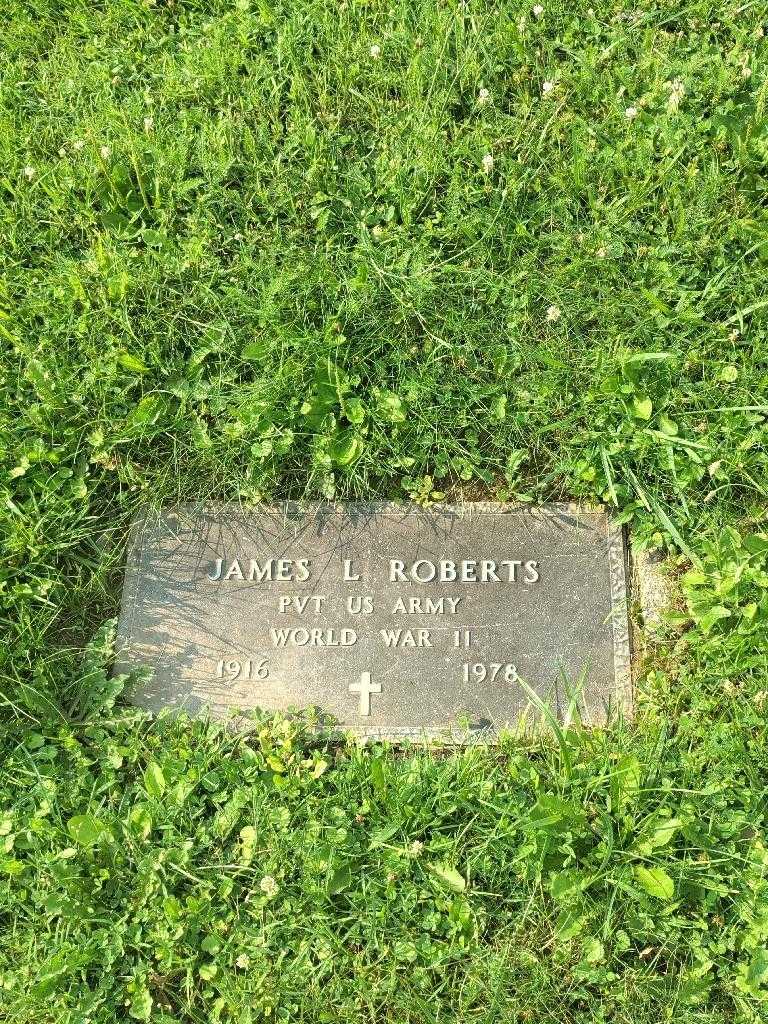 JAMES L ROBERTS
PVT US ARMY
WORLD WAR II
1916 1978